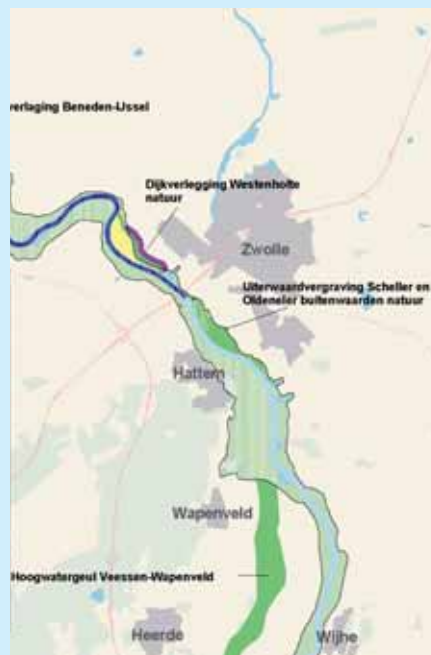 verlaging Beneden-IJssel
Dijkverlegging Westenholte
natuur
Zwolle
Uiterwaardvergraving Scheller en
Oldeneler buitenwaarden natuur
Hattem
Wapenveld
Hoogwatergeul Veessen-Wapenveld
Heerde
Wijhe